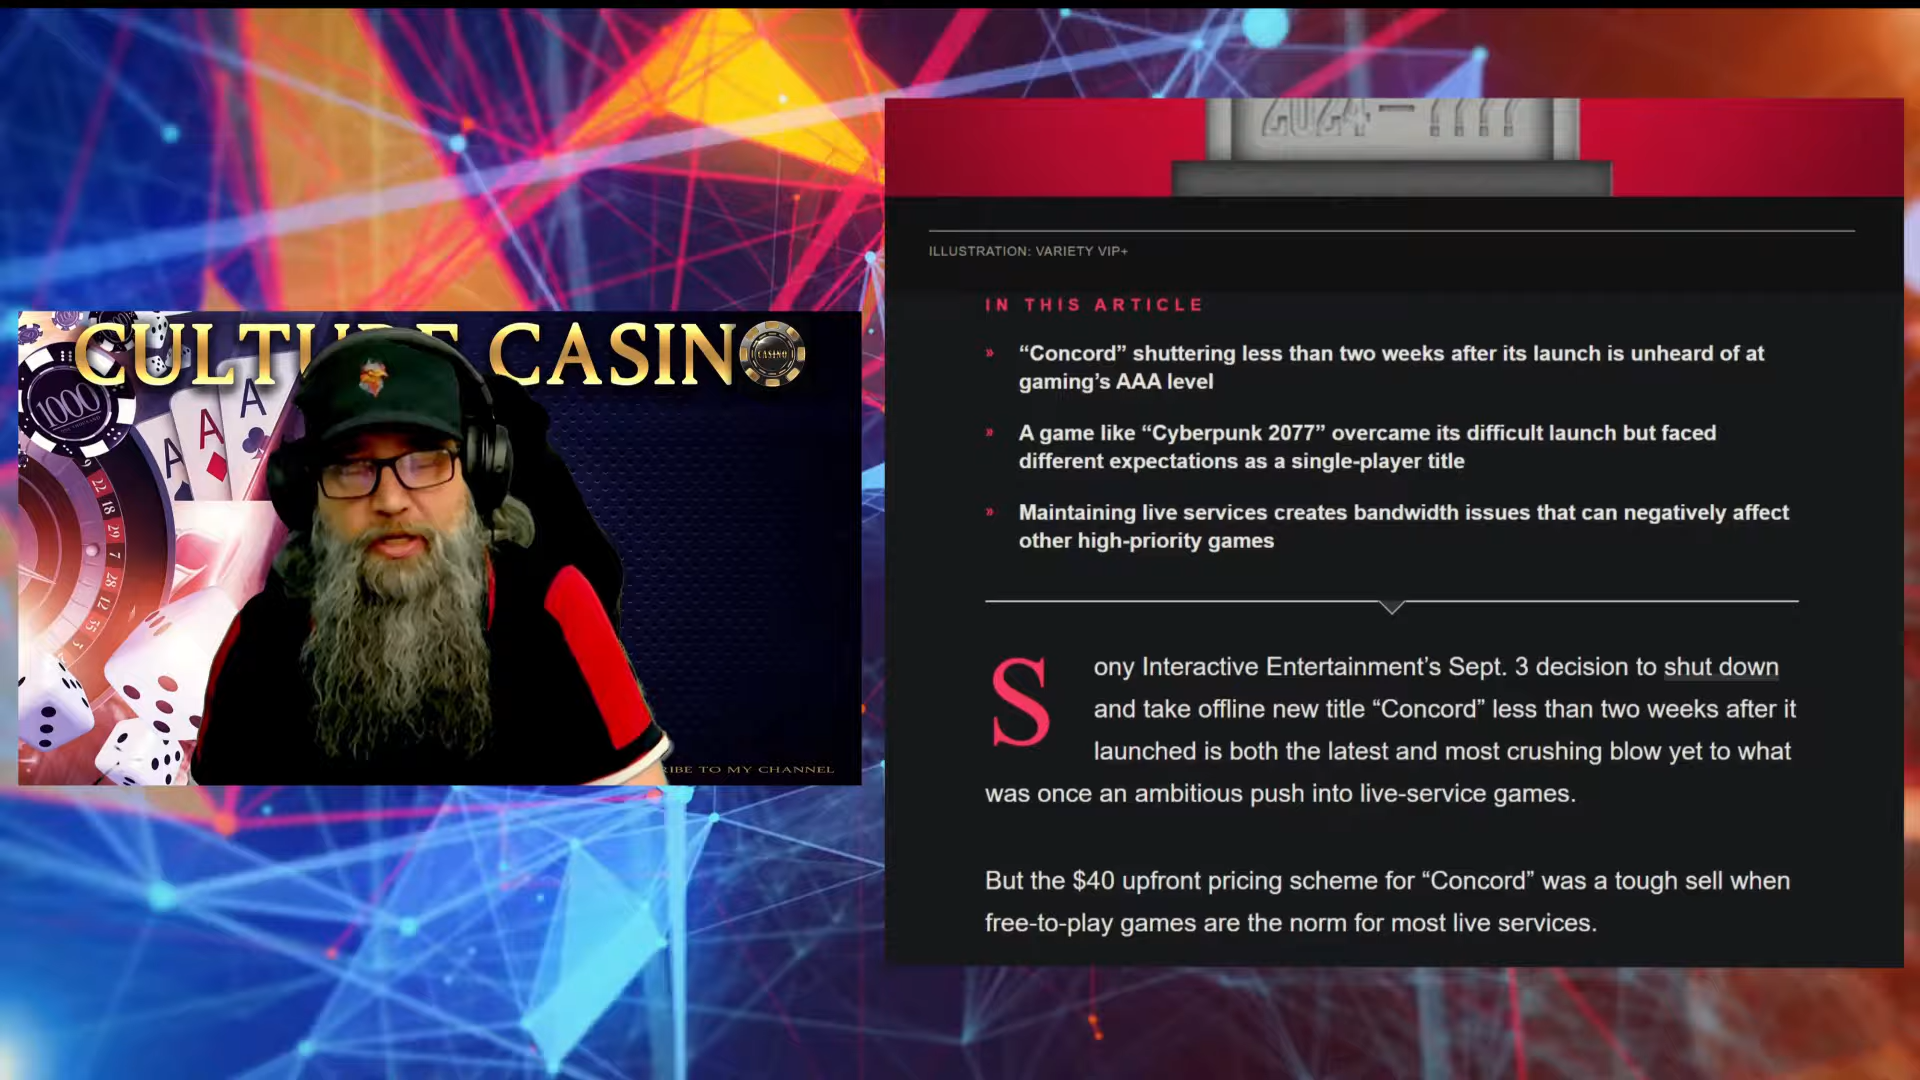 CULTURE CASINO
CASINO
1000
A
A
A
RIBE TO MY CHANNEL
2024 – ????
ILLUSTRATION: VARIETY VIP+
IN THIS ARTICLE
» “Concord” shuttering less than two weeks after its launch is unheard of at
gaming’s AAA level
» A game like “Cyberpunk 2077” overcame its difficult launch but faced
different expectations as a single-player title
» Maintaining live services creates bandwidth issues that can negatively affect
other high-priority games
Sony Interactive Entertainment’s Sept. 3 decision to shut down
and take offline new title “Concord” less than two weeks after it
launched is both the latest and most crushing blow yet to what
was once an ambitious push into live-service games.
But the $40 upfront pricing scheme for “Concord” was a tough sell when
free-to-play games are the norm for most live services.